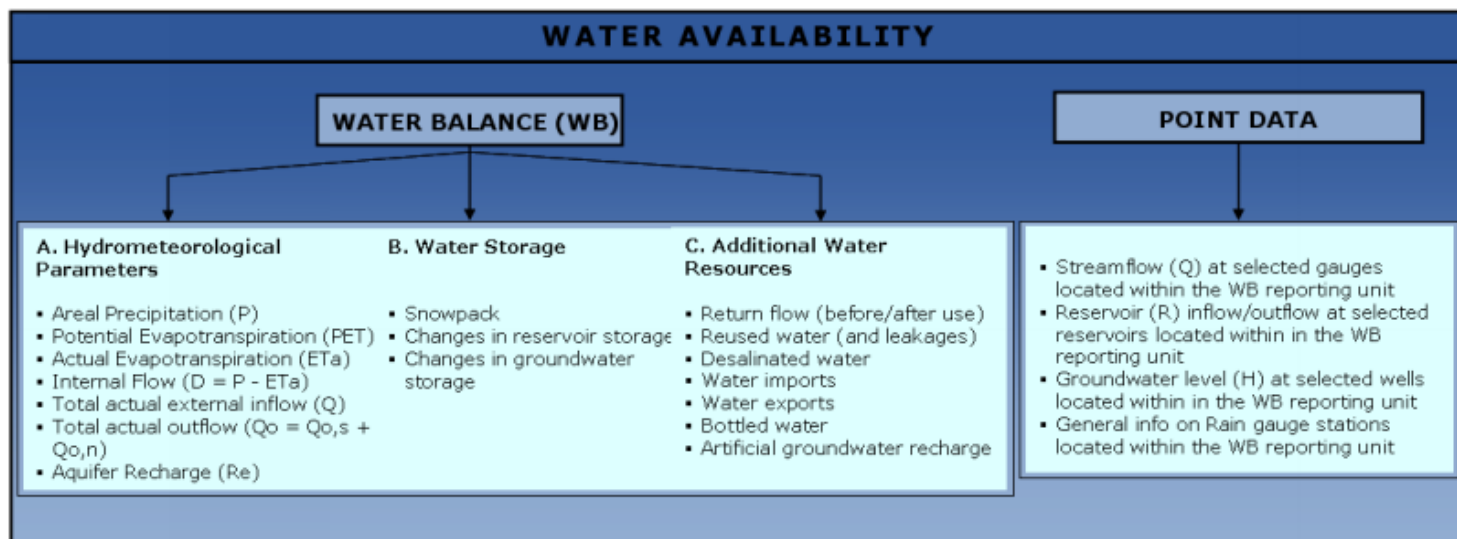 WATER AVAILABILITY
WATER BALANCE (WB)
POINT DATA
A. Hydrometeorological
Parameters
▪ Areal Precipitation (P)
▪ Potential Evapotranspiration (PET)
▪ Actual Evapotranspiration (ETa)
▪ Internal Flow (D = P - ETa)
▪ Total actual external inflow (Q)
▪ Total actual outflow (Qo = Qo,s +
Qo,n)
▪ Aquifer Recharge (Re)
B. Water Storage
▪ Snowpack
▪ Changes in reservoir storage
▪ Changes in groundwater
storage
C. Additional Water
Resources
▪ Return flow (before/after use)
▪ Reused water (and leakages)
▪ Desalinated water
▪ Water imports
▪ Water exports
▪ Bottled water
▪ Artificial groundwater recharge
▪ Streamflow (Q) at selected gauges
located within the WB reporting unit
▪ Reservoir (R) inflow/outflow at selected
reservoirs located within in the WB
reporting unit
▪ Groundwater level (H) at selected wells
located within in the WB reporting unit
▪ General info on Rain gauge stations
located within the WB reporting unit